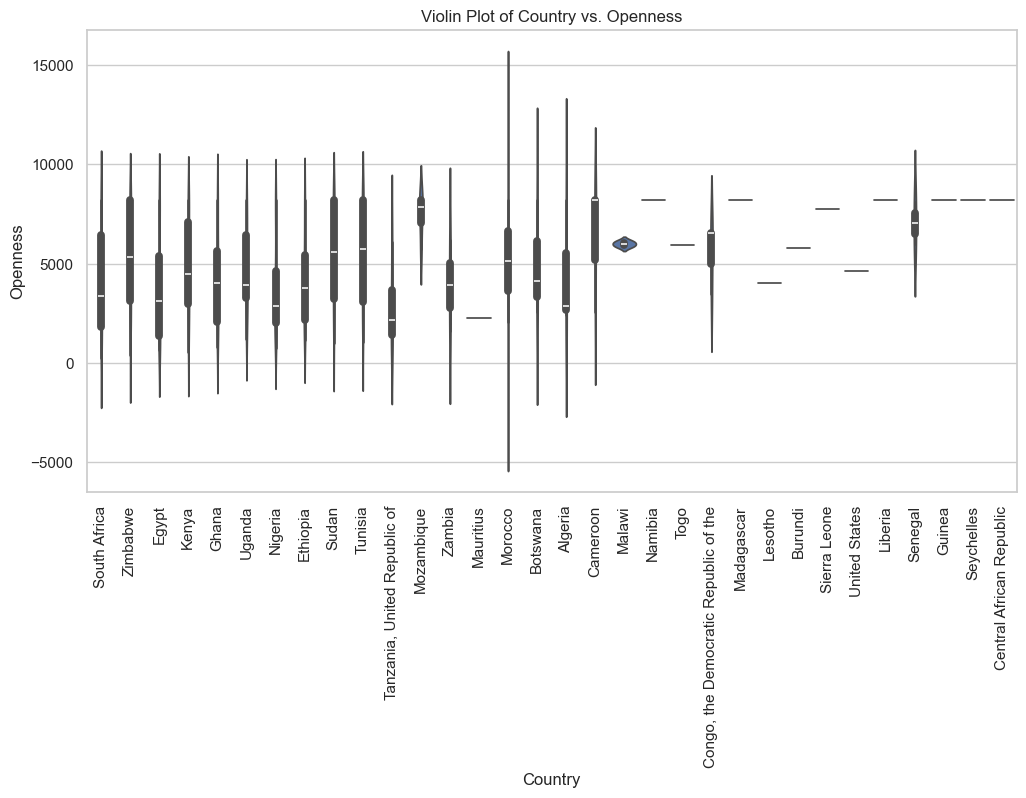 Violin Plot of Country vs. Openness
Openness
15000
10000
5000
0
−5000
South Africa
Zimbabwe
Egypt
Kenya
Ghana
Uganda
Nigeria
Ethiopia
Sudan
Tunisia
Tanzania, United Republic of
Mozambique
Zambia
Mauritius
Morocco
Botswana
Algeria
Cameroon
Malawi
Namibia
Togo
Congo, the Democratic Republic of the
Madagascar
Lesotho
Burundi
Sierra Leone
United States
Liberia
Senegal
Guinea
Seychelles
Central African Republic
Country